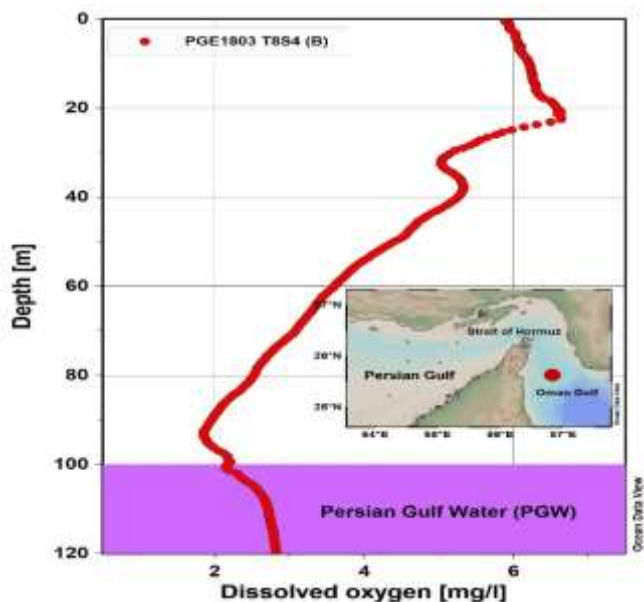 0
20
40
60
80
100
120
Depth [m]
PGE1803 T8S4 (B)
Strait of Hormuz
Persian Gulf
Oman Gulf
Persian Gulf Water (PGW)
Ocean Data View
2
4
6
Dissolved oxygen [mg/l]